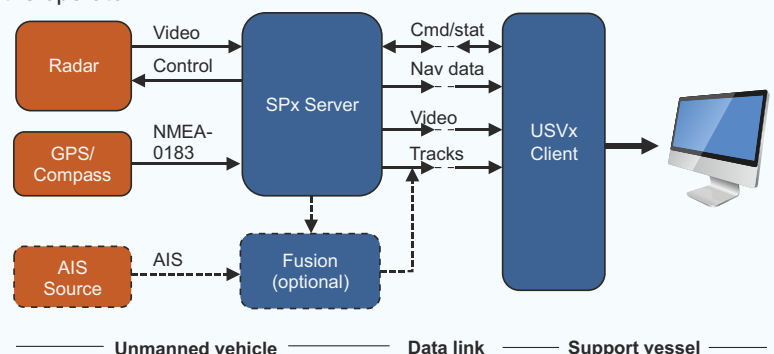 Video
Cmd/stat
Radar
Control
Nav data
SPx Server
NMEA-
0183
Video
USVx
Client
GPS/
Compass
Tracks
AIS
Source
AIS
Fusion
(optional)
Unmanned vehicle
Data link
Support vessel